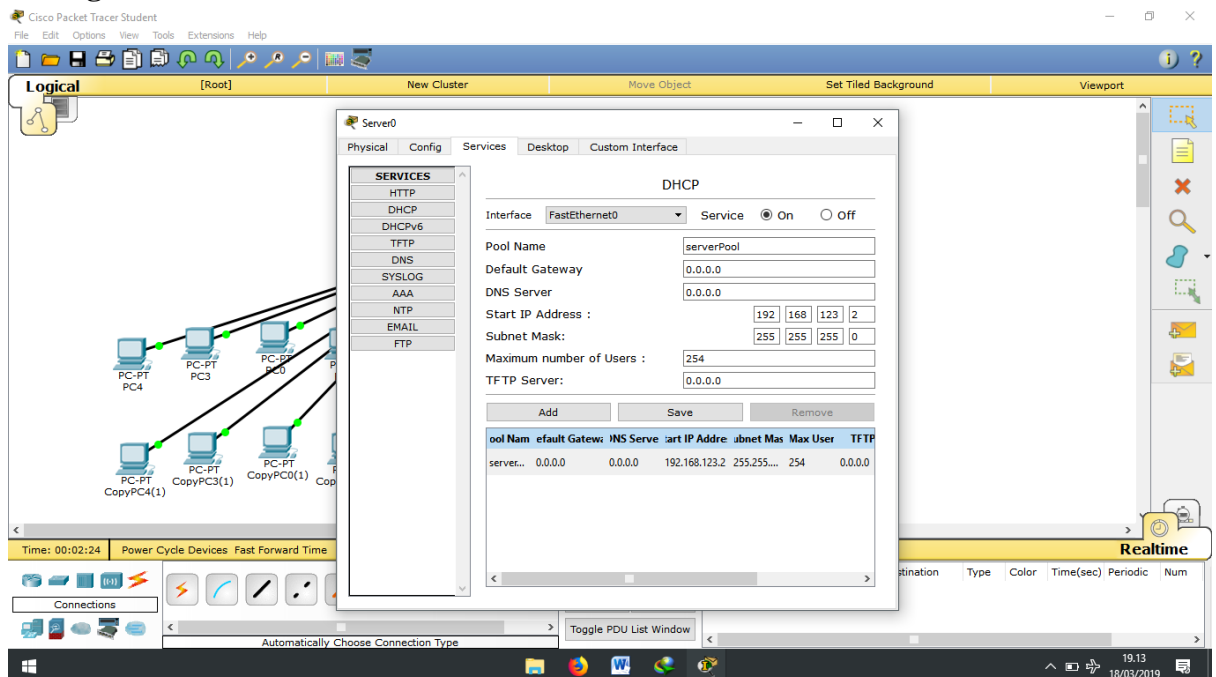 Cisco Packet Tracer Student
File Edit Options View Tools Extensions Help
Logical [Root] New Cluster Move Object Set Tiled Background Viewport
Server0
Physical Config Services Desktop Custom Interface
SERVICES
HTTP
DHCP
DHCPv6
TFTP
DNS
SYSLOG
AAA
NTP
EMAIL
FTP
DHCP
Interface FastEthernet0 Service On Off
Pool Name serverPool
Default Gateway 0.0.0.0
DNS Server 0.0.0.0
Start IP Address : 192 168 123 2
Subnet Mask: 255 255 255 0
Maximum number of Users : 254
TFTP Server: 0.0.0.0
Add Save Remove
ool Nam efault Gatewa DNS Serve tart IP Addre ubnet Mas Max User TFTP
server... 0.0.0.0 0.0.0.0 192.168.123.2 255.255.... 254 0.0.0.0
PC-PT
PC4
PC-PT
PC3
PC-PT
PC0
PC-PT
CopyPC4(1)
PC-PT
CopyPC3(1)
PC-PT
CopyPC0(1)
Cop
Time: 00:02:24 Power Cycle Devices Fast Forward Time Realtime
Connections
Automatically Choose Connection Type
Toggle PDU List Window
stination Type Color Time(sec) Periodic Num
19.13
18/03/2019